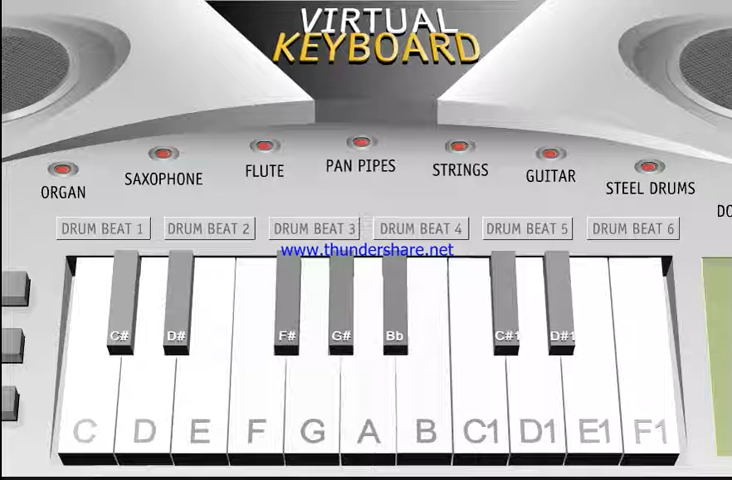 VIRTUAL
KEYBOARD
ORGAN
SAXOPHONE
FLUTE
PAN PIPES
STRINGS
GUITAR
STEEL DRUMS
DRUM BEAT 1
DRUM BEAT 2
DRUM BEAT 3
DRUM BEAT 4
DRUM BEAT 5
DRUM BEAT 6
www.thundershare.net
C# D# F# G# Bb C#1 D#1
C D E F G A B C1 D1 E1 F1